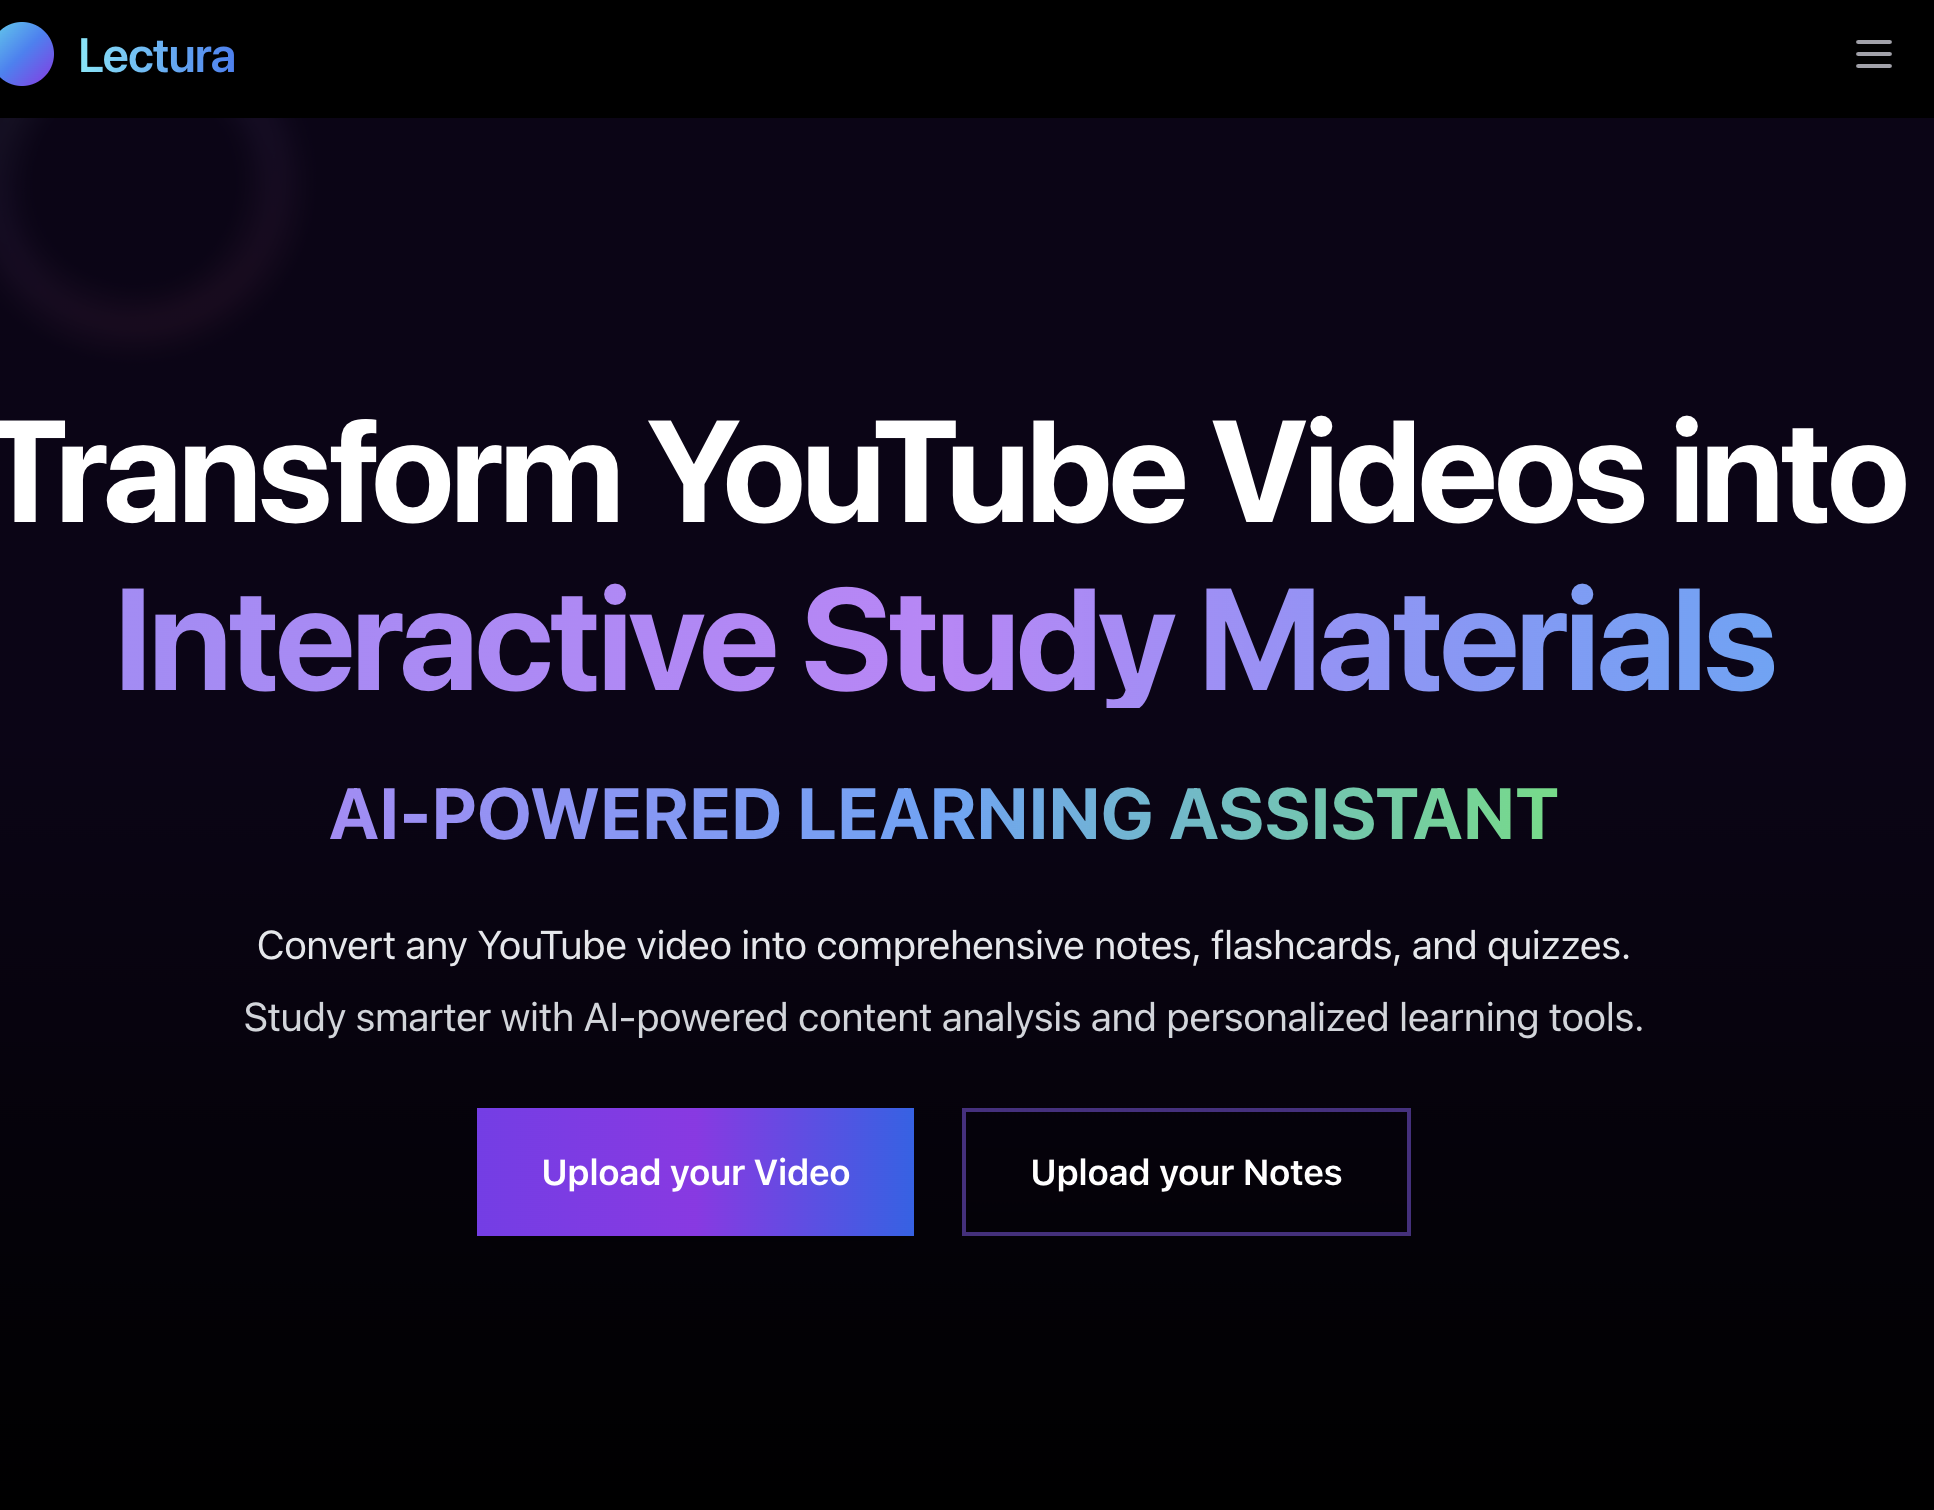 Lectura
Transform YouTube Videos into
Interactive Study Materials
AI-POWERED LEARNING ASSISTANT
Convert any YouTube video into comprehensive notes, flashcards, and quizzes.
Study smarter with AI-powered content analysis and personalized learning tools.
Upload your Video
Upload your Notes